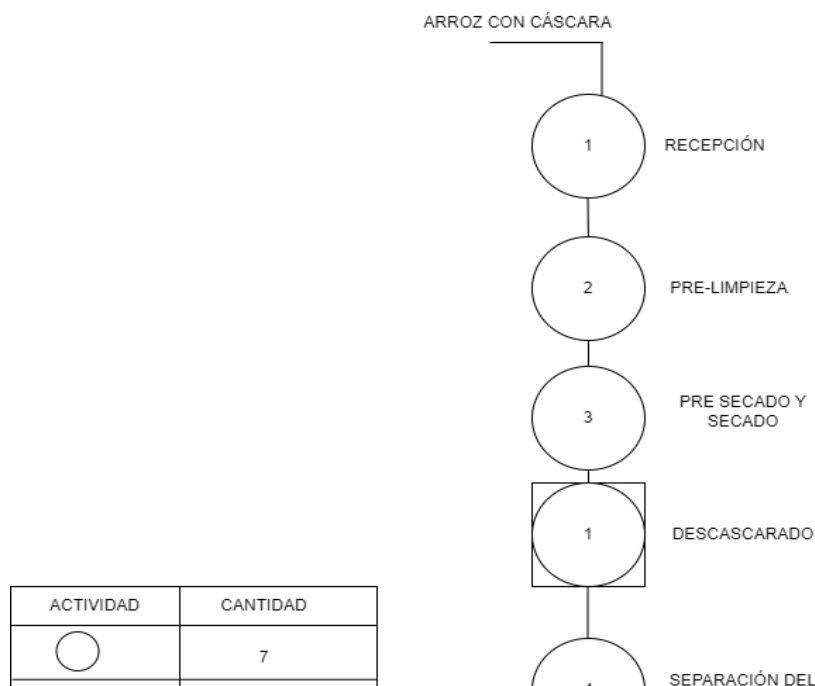 ARROZ CON CÁSCARA
1
RECEPCIÓN
2
PRE-LIMPIEZA
3
PRE SECADO Y
SECADO
1
DESCASCARADO
ACTIVIDAD
CANTIDAD
7
SEPARACIÓN DEL